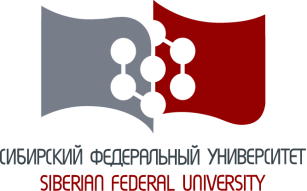 СИБИРСКИЙ ФЕДЕРАЛЬНЫЙ УНИВЕРСИТЕТ
SIBERIAN FEDERAL UNIVERSITY